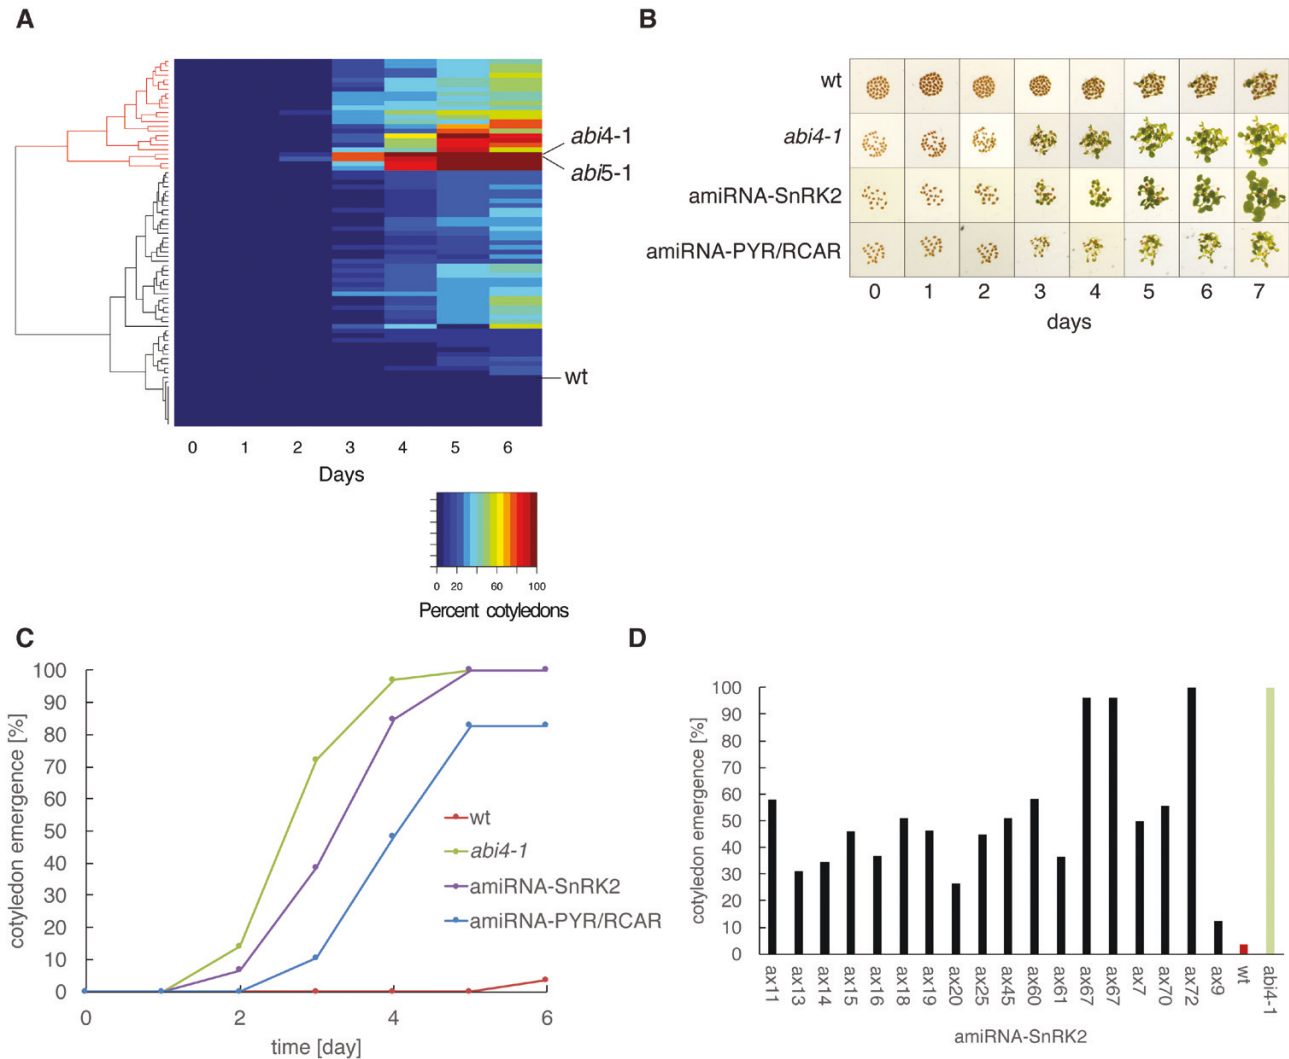 A
abi4-1
abi5-1
wt
0 1 2 3 4 5 6
Days
0 20 60 100
Percent cotyledons
B
wt
abi4-1
amiRNA-SnRK2
amiRNA-PYR/RCAR
0 1 2 3 4 5 6 7
days
C
cotyledon emergence [%]
100
90
80
70
60
50
40
30
20
10
0
0 2 4 6
time [day]
wt
abi4-1
amiRNA-SnRK2
amiRNA-PYR/RCAR
D
cotyledon emergence [%]
100
90
80
70
60
50
40
30
20
10
0
ax11 ax13 ax14 ax15 ax16 ax18 ax19 ax20 ax25 ax45 ax60 ax61 ax67 ax67 ax7 ax70 ax72 ax9 wt abi4-1
amiRNA-SnRK2